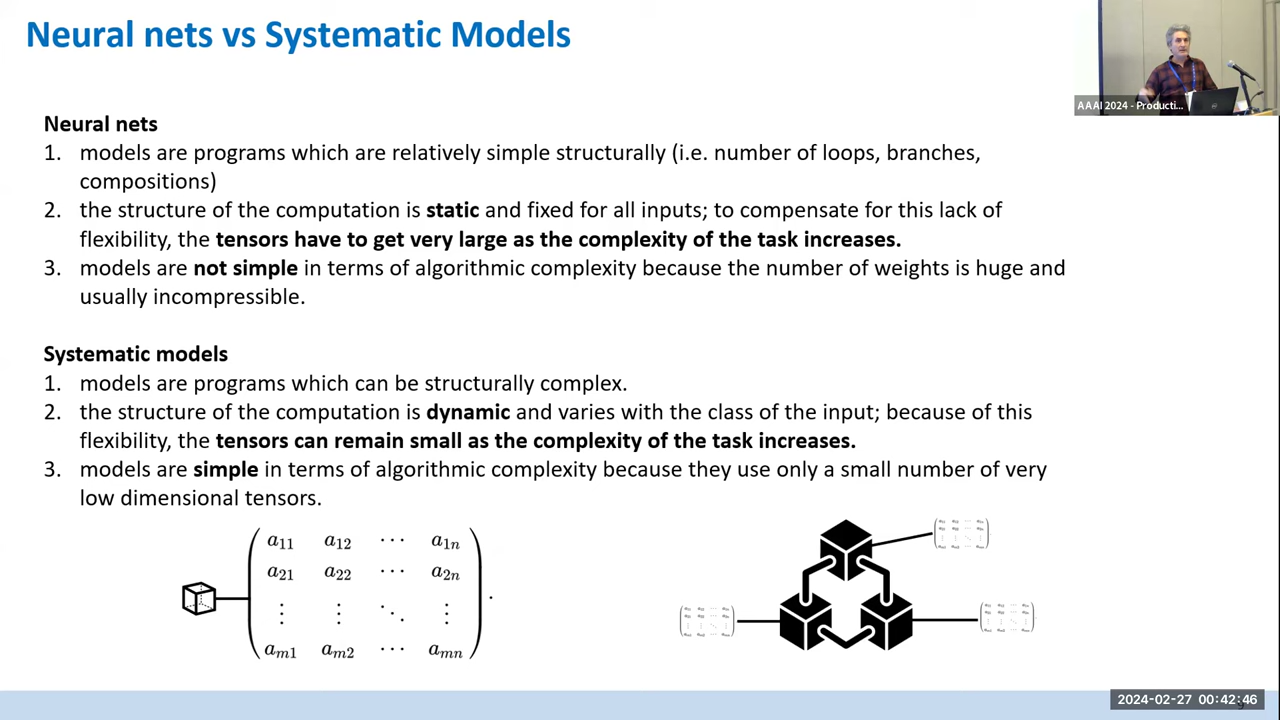 Neural nets vs Systematic Models
AAAI 2024 - Producti...
Neural nets
1. models are programs which are relatively simple structurally (i.e. number of loops, branches,
compositions)
2. the structure of the computation is static and fixed for all inputs; to compensate for this lack of
flexibility, the tensors have to get very large as the complexity of the task increases.
3. models are not simple in terms of algorithmic complexity because the number of weights is huge and
usually incompressible.
Systematic models
1. models are programs which can be structurally complex.
2. the structure of the computation is dynamic and varies with the class of the input; because of this
flexibility, the tensors can remain small as the complexity of the task increases.
3. models are simple in terms of algorithmic complexity because they use only a small number of very
low dimensional tensors.
a11 a12 ⋯ a1n
a21 a22 ⋯ a2n
⋮ ⋮ ⋱ ⋮
am1 am2 ⋯ amn
.
2024-02-27 00:42:46